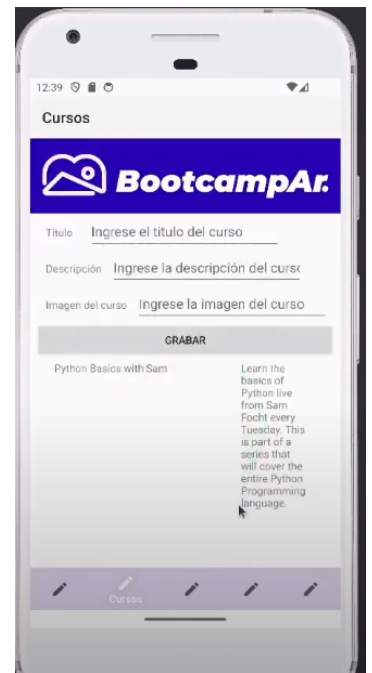 12:39
Cursos
BootcampAr.
Titulo Ingrese el titulo del curso
Descripción Ingrese la descripción del curso
Imagen del curso Ingrese la imagen del curso
GRABAR
Python Basics with Sam
Learn the
basics of
Python live
from Sam
Focht every
Tuesday. This
is part of a
series that
will cover the
entire Python
Programming
language.
Cursos